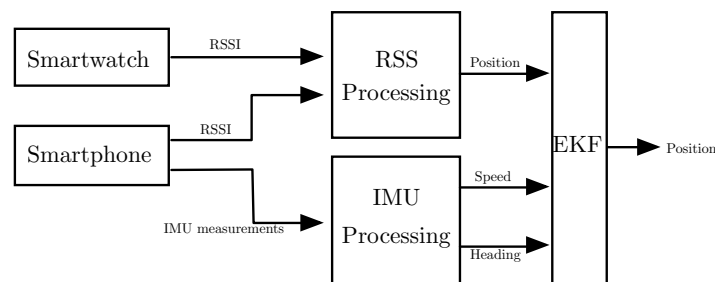 Smartwatch
RSSI
RSS
Processing
Position
Smartphone
RSSI
IMU measurements
IMU
Processing
Speed
Heading
EKF
Position